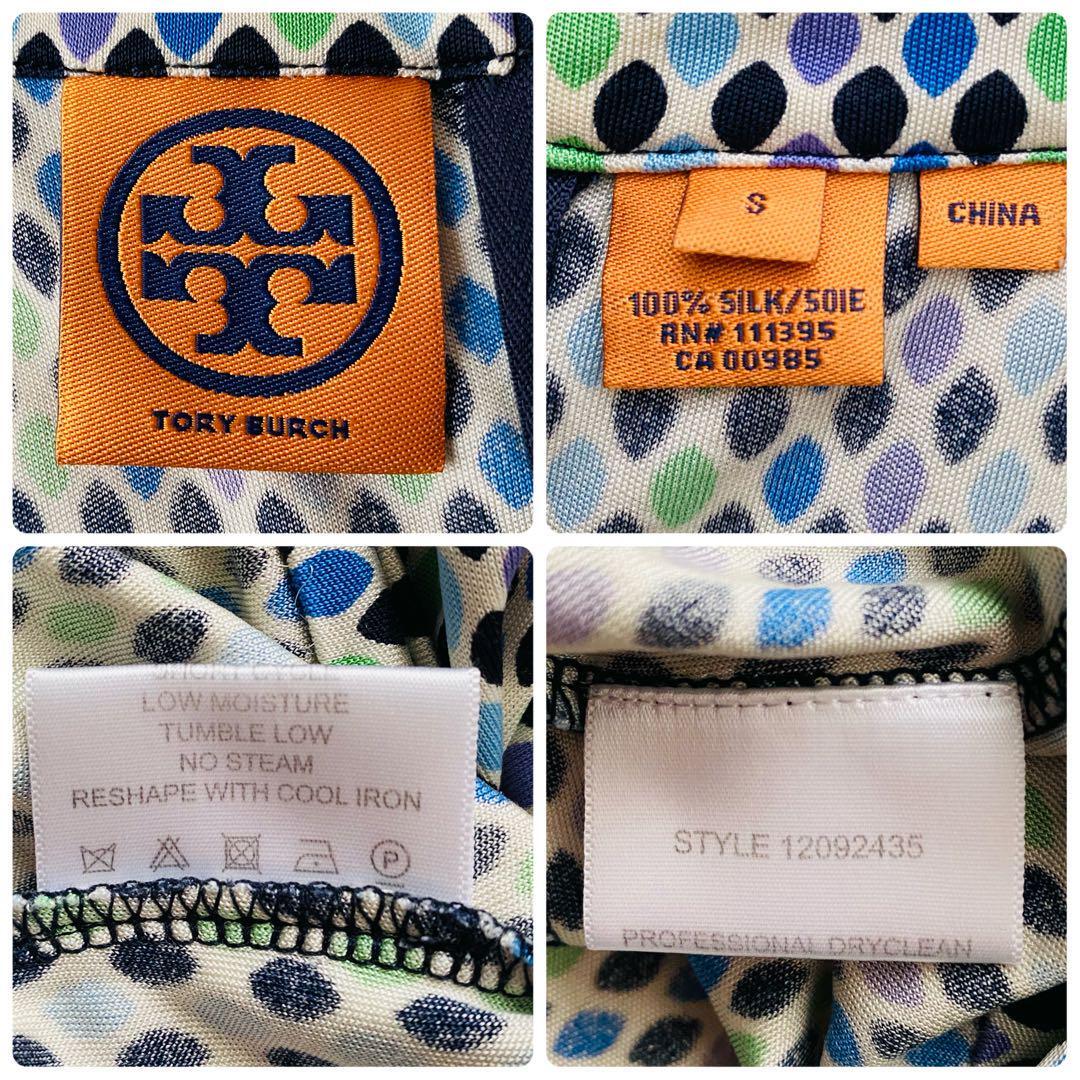 TORY BURCH
S
CHINA
100% SILK/SOIE
RN# 111395
CA 00985
LOW MOISTURE
TUMBLE LOW
NO STEAM
RESHAPE WITH COOL IRON
P
STYLE 12092435
PROFESSIONAL DRYCLEAN